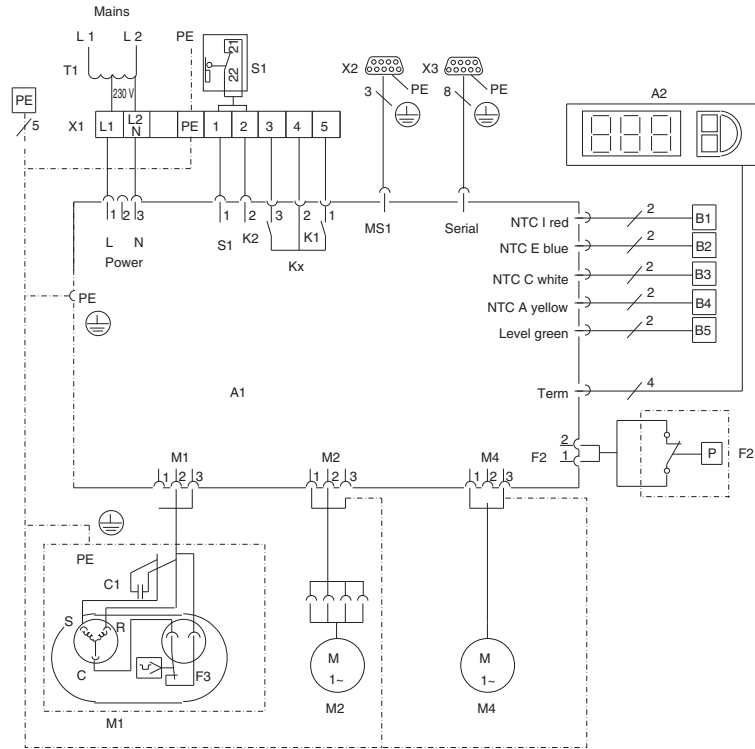 Mains
L 1 L 2 PE
T1
230 V
21
22
S1
X2 X3
PE PE
3 8
A2
PE
5
X1 L1 L2 N PE 1 2 3 4 5
1 2 3 1 2 3 2 1
L N S1 K2 K1 MS1 Serial
Power Kx
NTC I red 2 B1
NTC E blue 2 B2
NTC C white 2 B3
NTC A yellow 2 B4
Level green 2 B5
PE
A1
Term 4
F2 2 1
P F2
M1 M2 M4
1 2 3 1 2 3 1 2 3
PE
C1
S R
C F3
M 1~
M 1~
M1 M2 M4